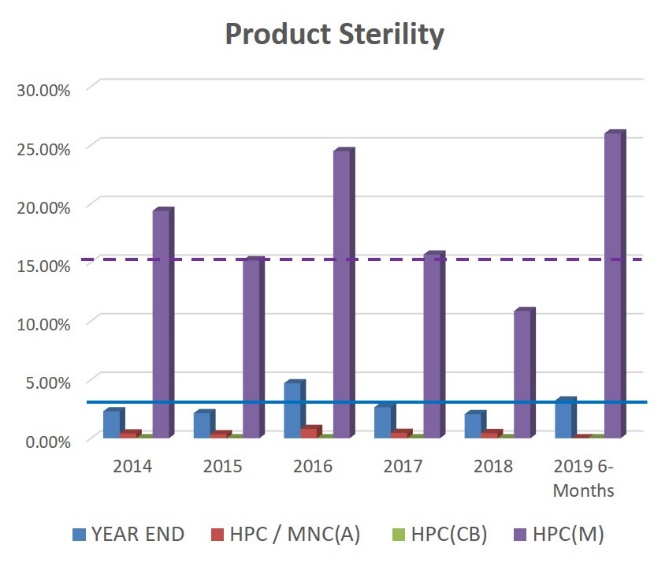 Product Sterility
30.00%
25.00%
20.00%
15.00%
10.00%
5.00%
0.00%
2014 2015 2016 2017 2018 2019 6-
Months
YEAR END HPC / MNC(A) HPC(CB) HPC(M)